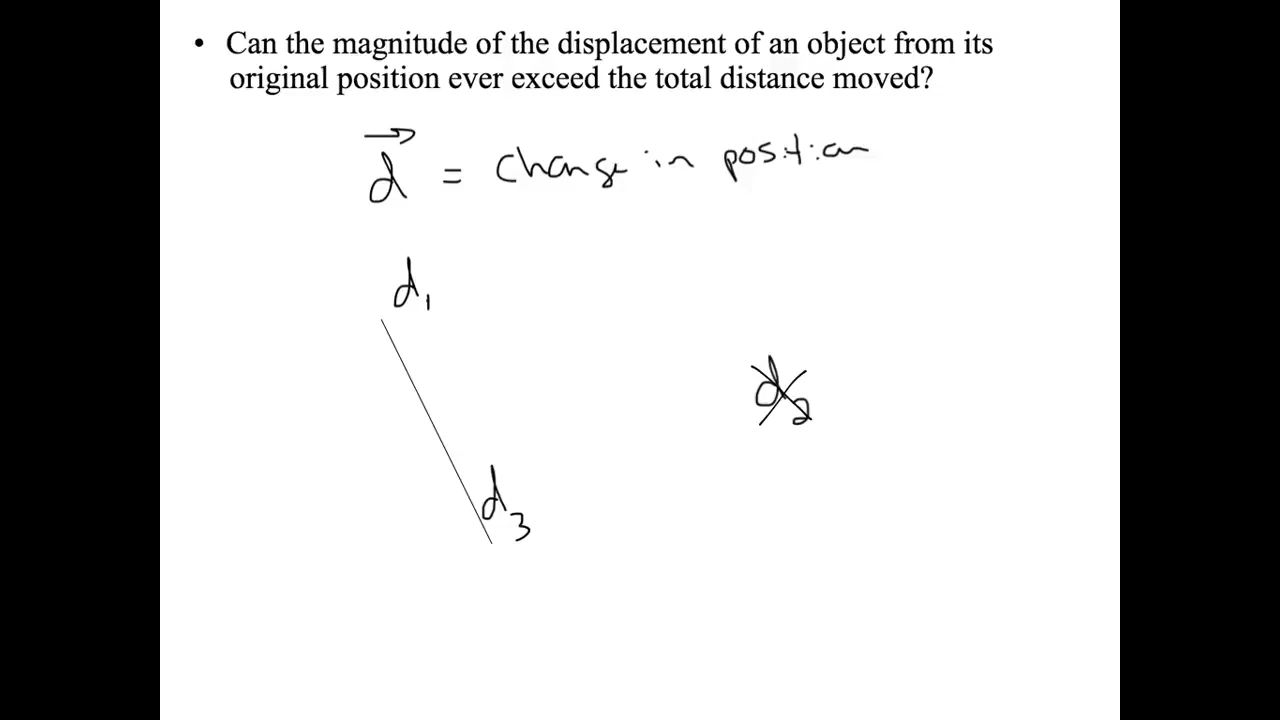 • Can the magnitude of the displacement of an object from its
original position ever exceed the total distance moved?
d = change in position
d1
d2
d3